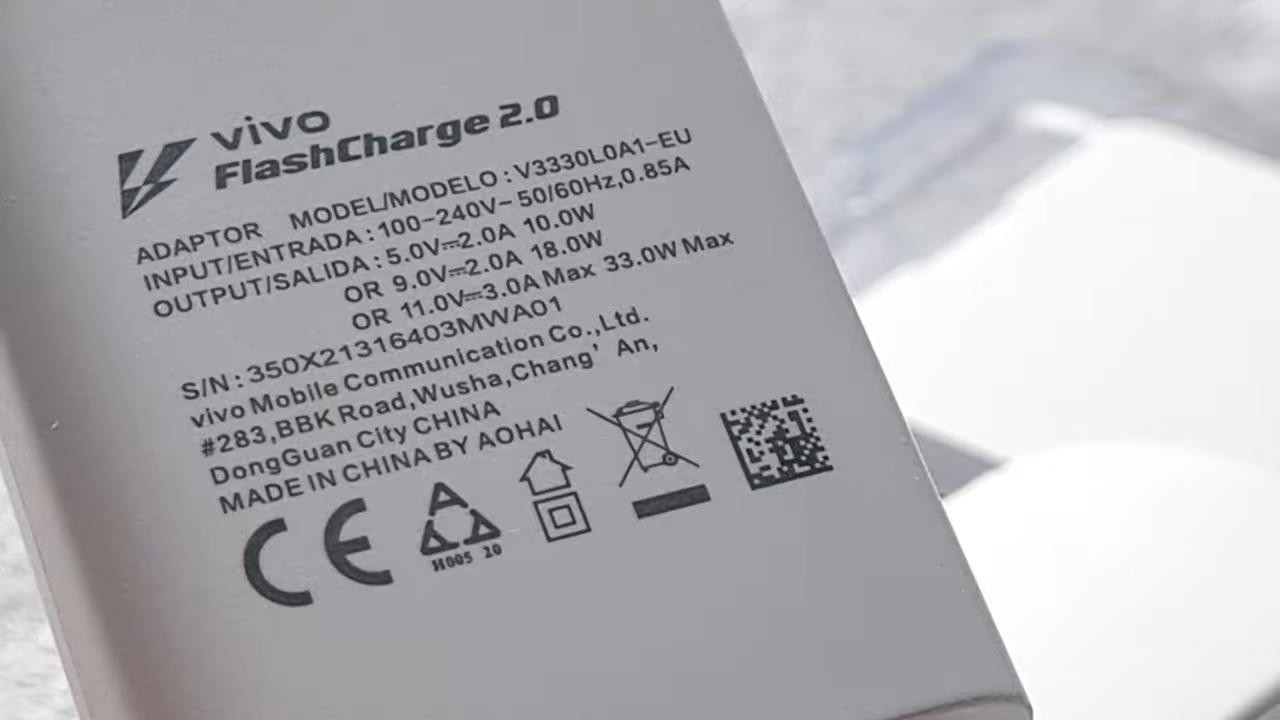 vivo
FlashCharge 2.0
ADAPTOR MODEL/MODELO : V3330L0A1-EU
INPUT/ENTRADA : 100-240V~ 50/60Hz,0.85A
OUTPUT/SALIDA : 5.0V⎓2.0A 10.0W
OR 9.0V⎓2.0A 18.0W
OR 11.0V⎓3.0A Max 33.0W Max
S/N : 350X21316403MWA01
vivo Mobile Communication Co.,Ltd.
#283,BBK Road,Wusha,Chang' An,
DongGuan City CHINA
MADE IN CHINA BY AOHAI
CE
H005 20